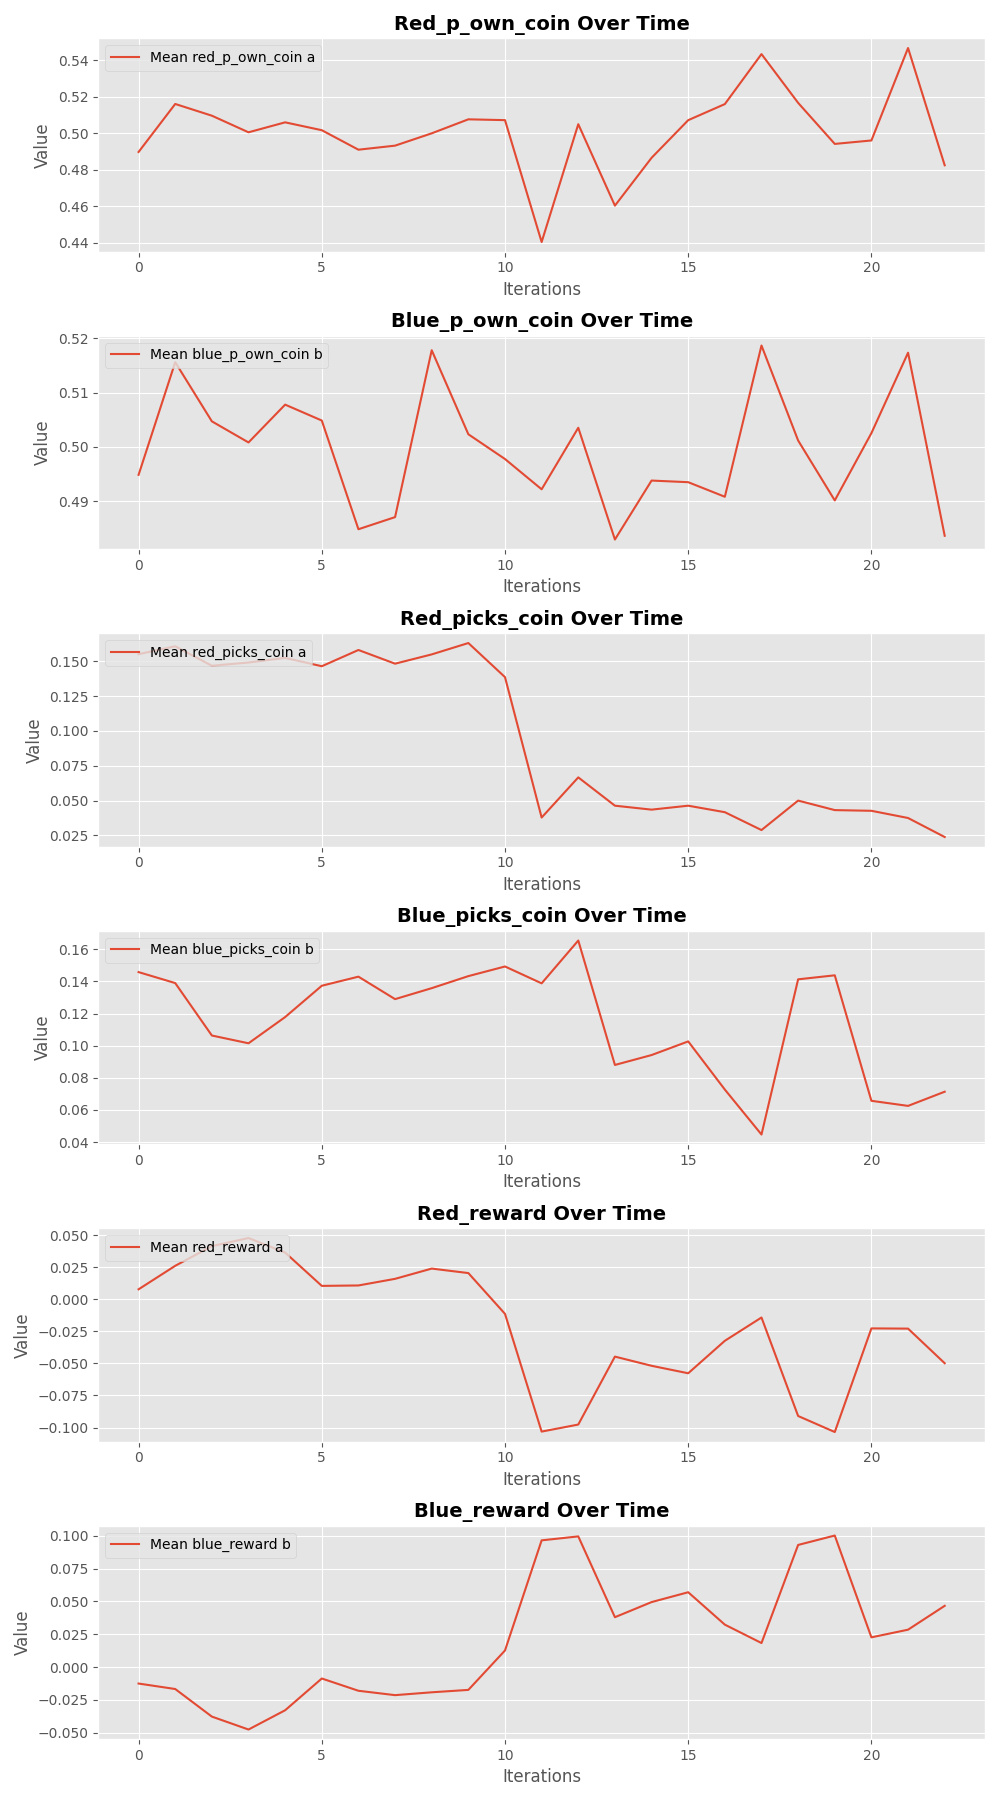 Red_p_own_coin Over Time
Mean red_p_own_coin a
0.54
0.52
0.50
0.48
0.46
0.44
Value
0 5 10 15 20
Iterations
Blue_p_own_coin Over Time
Mean blue_p_own_coin b
0.52
0.51
0.50
0.49
Value
0 5 10 15 20
Iterations
Red_picks_coin Over Time
Mean red_picks_coin a
0.150
0.125
0.100
0.075
0.050
0.025
Value
0 5 10 15 20
Iterations
Blue_picks_coin Over Time
Mean blue_picks_coin b
0.16
0.14
0.12
0.10
0.08
0.06
0.04
Value
0 5 10 15 20
Iterations
Red_reward Over Time
Mean red_reward a
0.050
0.025
0.000
−0.025
−0.050
−0.075
−0.100
Value
0 5 10 15 20
Iterations
Blue_reward Over Time
Mean blue_reward b
0.100
0.075
0.050
0.025
0.000
−0.025
−0.050
Value
0 5 10 15 20
Iterations